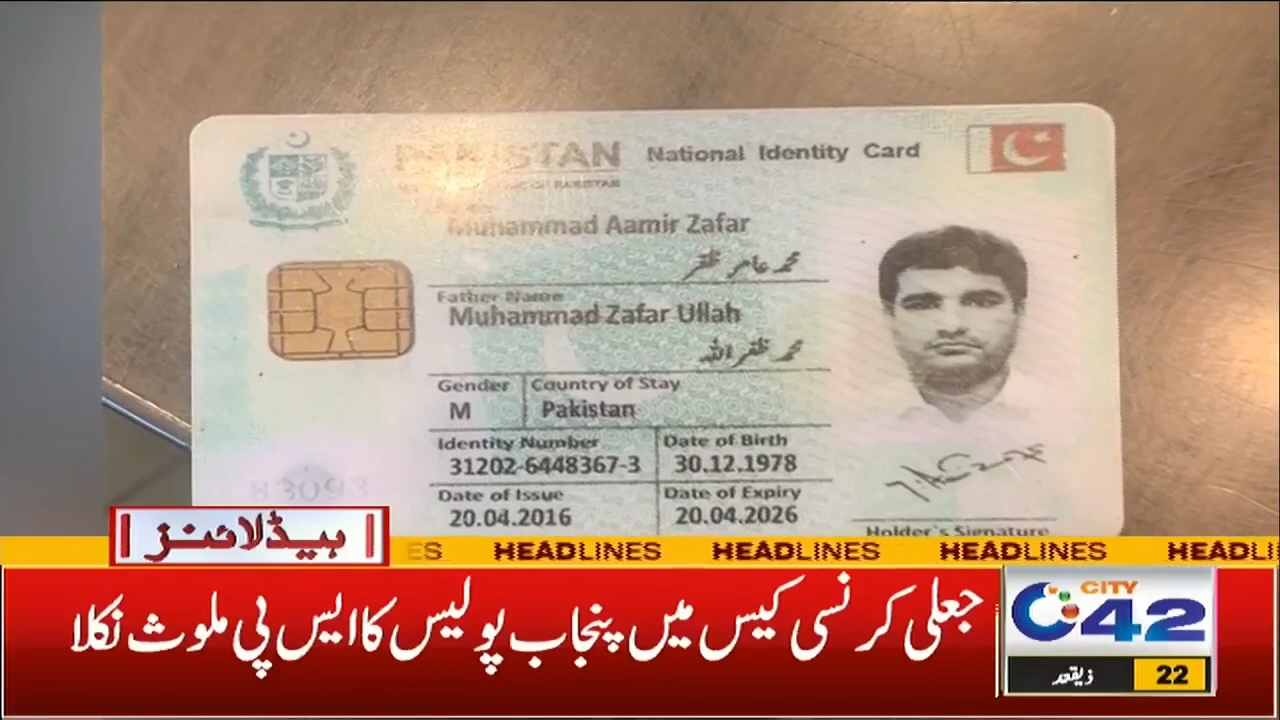 PAKISTAN National Identity Card
Muhammad Aamir Zafar
محمد عامر ظفر
Father Name
Muhammad Zafar Ullah
محمد ظفر اللہ
Gender Country of Stay
M Pakistan
Identity Number Date of Birth
31202-6448367-3 30.12.1978
Date of Issue Date of Expiry
20.04.2016 20.04.2026
Holder's Signature
83093
ہیڈلائنز
ES HEADLINES HEADLINES HEADLINES HEADLI
جعلی کرنسی کیس میں پنجاب پولیس کا ایس پی ملوث نکلا
CITY
42
ذیقعد 22